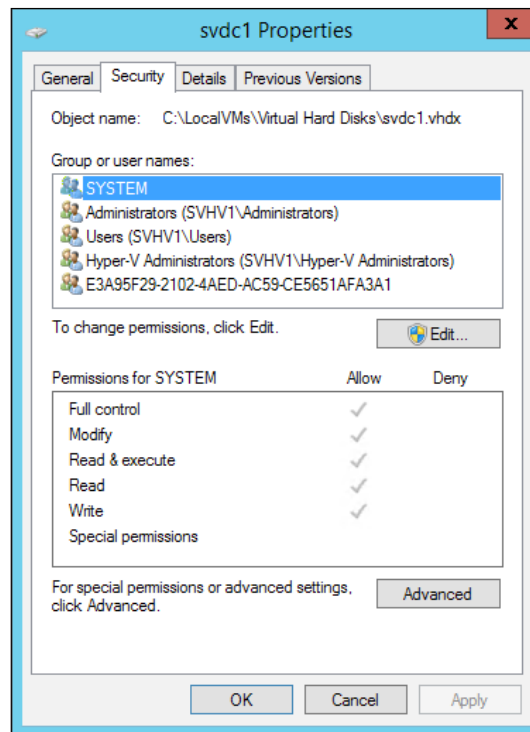 svdc1 Properties
x
General Security Details Previous Versions
Object name: C:\LocalVMs\Virtual Hard Disks\svdc1.vhdx
Group or user names:
SYSTEM
Administrators (SVHV1\Administrators)
Users (SVHV1\Users)
Hyper-V Administrators (SVHV1\Hyper-V Administrators)
E3A95F29-2102-4AED-AC59-CE5651AFA3A1
To change permissions, click Edit.
Edit...
Permissions for SYSTEM Allow Deny
Full control
Modify
Read & execute
Read
Write
Special permissions
For special permissions or advanced settings,
click Advanced.
Advanced
OK Cancel Apply